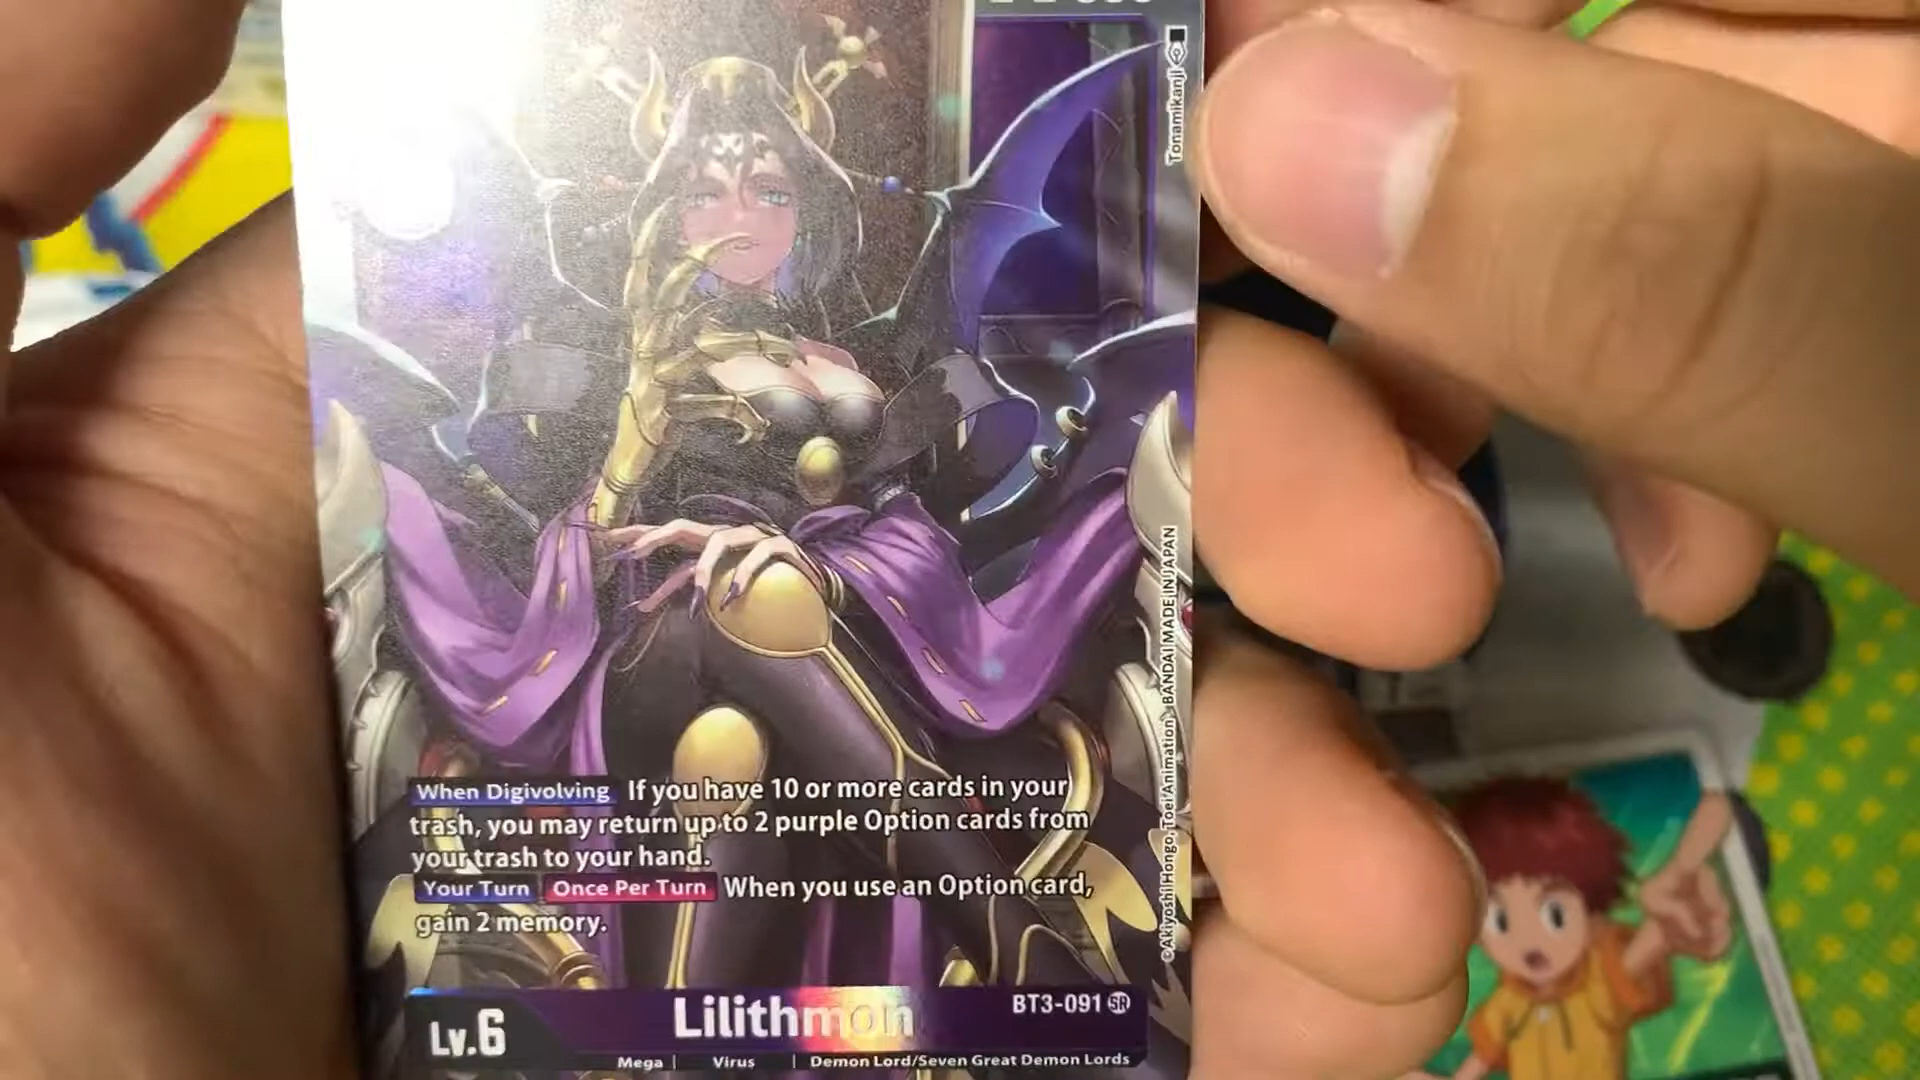 Tonamikanji
When Digivolving If you have 10 or more cards in your
trash, you may return up to 2 purple Option cards from
your trash to your hand.
Your Turn Once Per Turn When you use an Option card,
gain 2 memory.
©Akiyoshi Hongo, Toei Animation BANDAI MADE IN JAPAN
Lilithmon
BT3-091 SR
Lv.6
Mega | Virus | Demon Lord/Seven Great Demon Lords